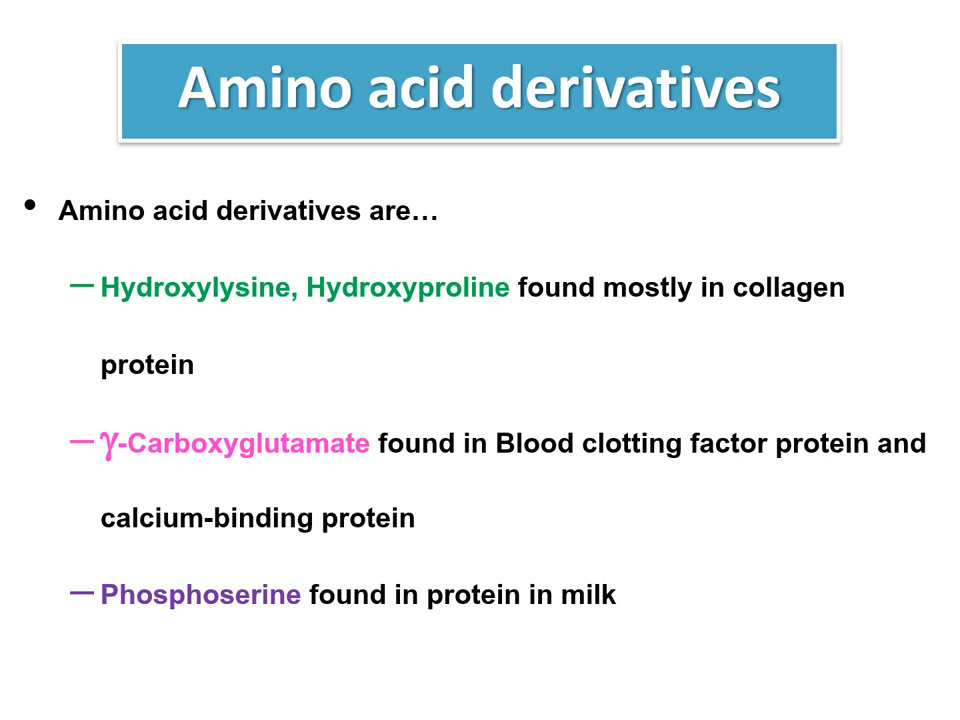 Amino acid derivatives
• Amino acid derivatives are…
– Hydroxylysine, Hydroxyproline found mostly in collagen
protein
– γ-Carboxyglutamate found in Blood clotting factor protein and
calcium-binding protein
– Phosphoserine found in protein in milk